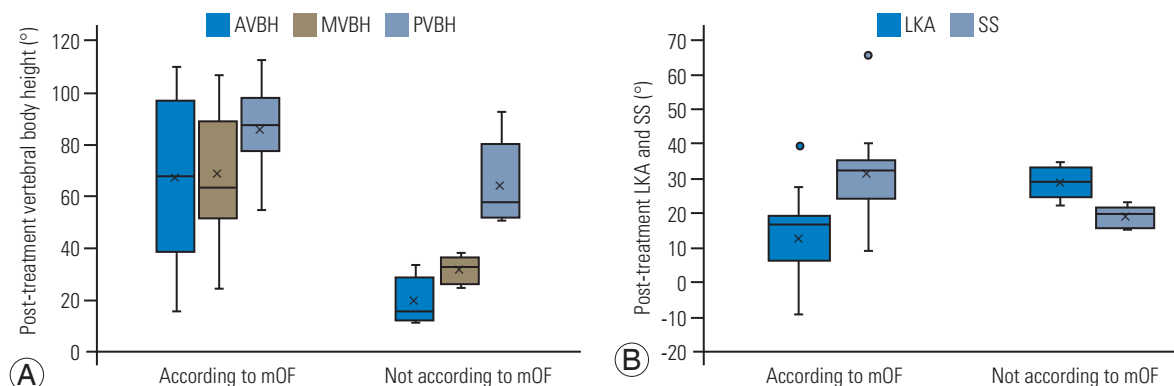 AVBH MVBH PVBH
Post-treatment vertebral body height (°)
120
100
80
60
40
20
0
According to mOF Not according to mOF
A
LKA SS
Post-treatment LKA and SS (°)
70
60
50
40
30
20
10
0
-10
-20
According to mOF Not according to mOF
B